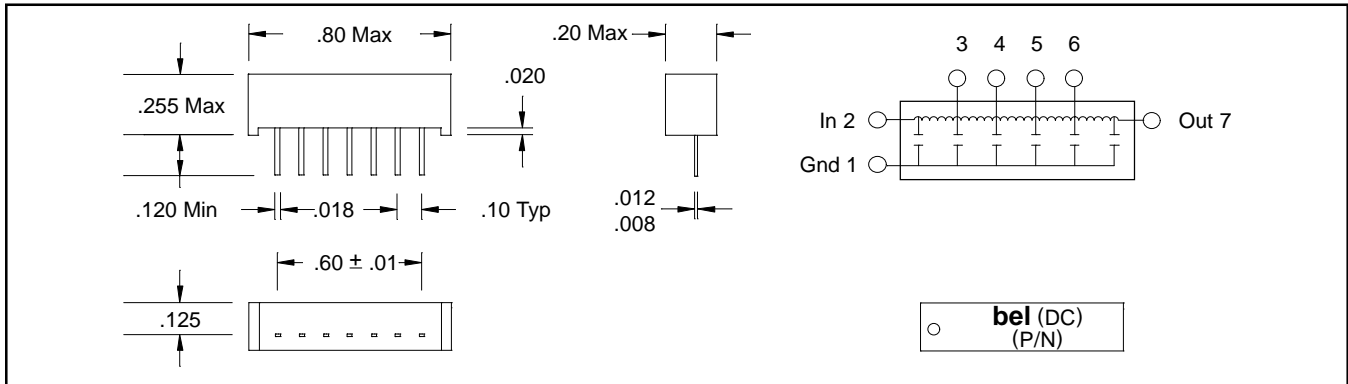 .80 Max
.20 Max
3 4 5 6
.020
.255 Max
In 2
Out 7
Gnd 1
.120 Min
.018
.10 Typ
.012
.008
.60 ± .01
.125
bel (DC)
(P/N)